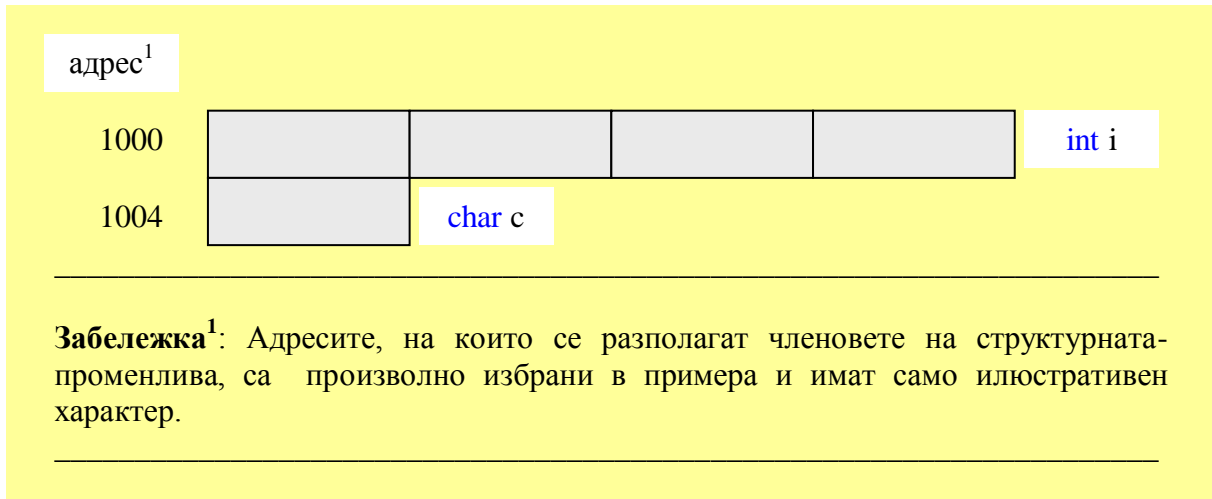 адрес¹
1000 int i
1004 char c
Забележка¹: Адресите, на които се разполагат членовете на структурната-
променлива, са произволно избрани в примера и имат само илюстративен
характер.